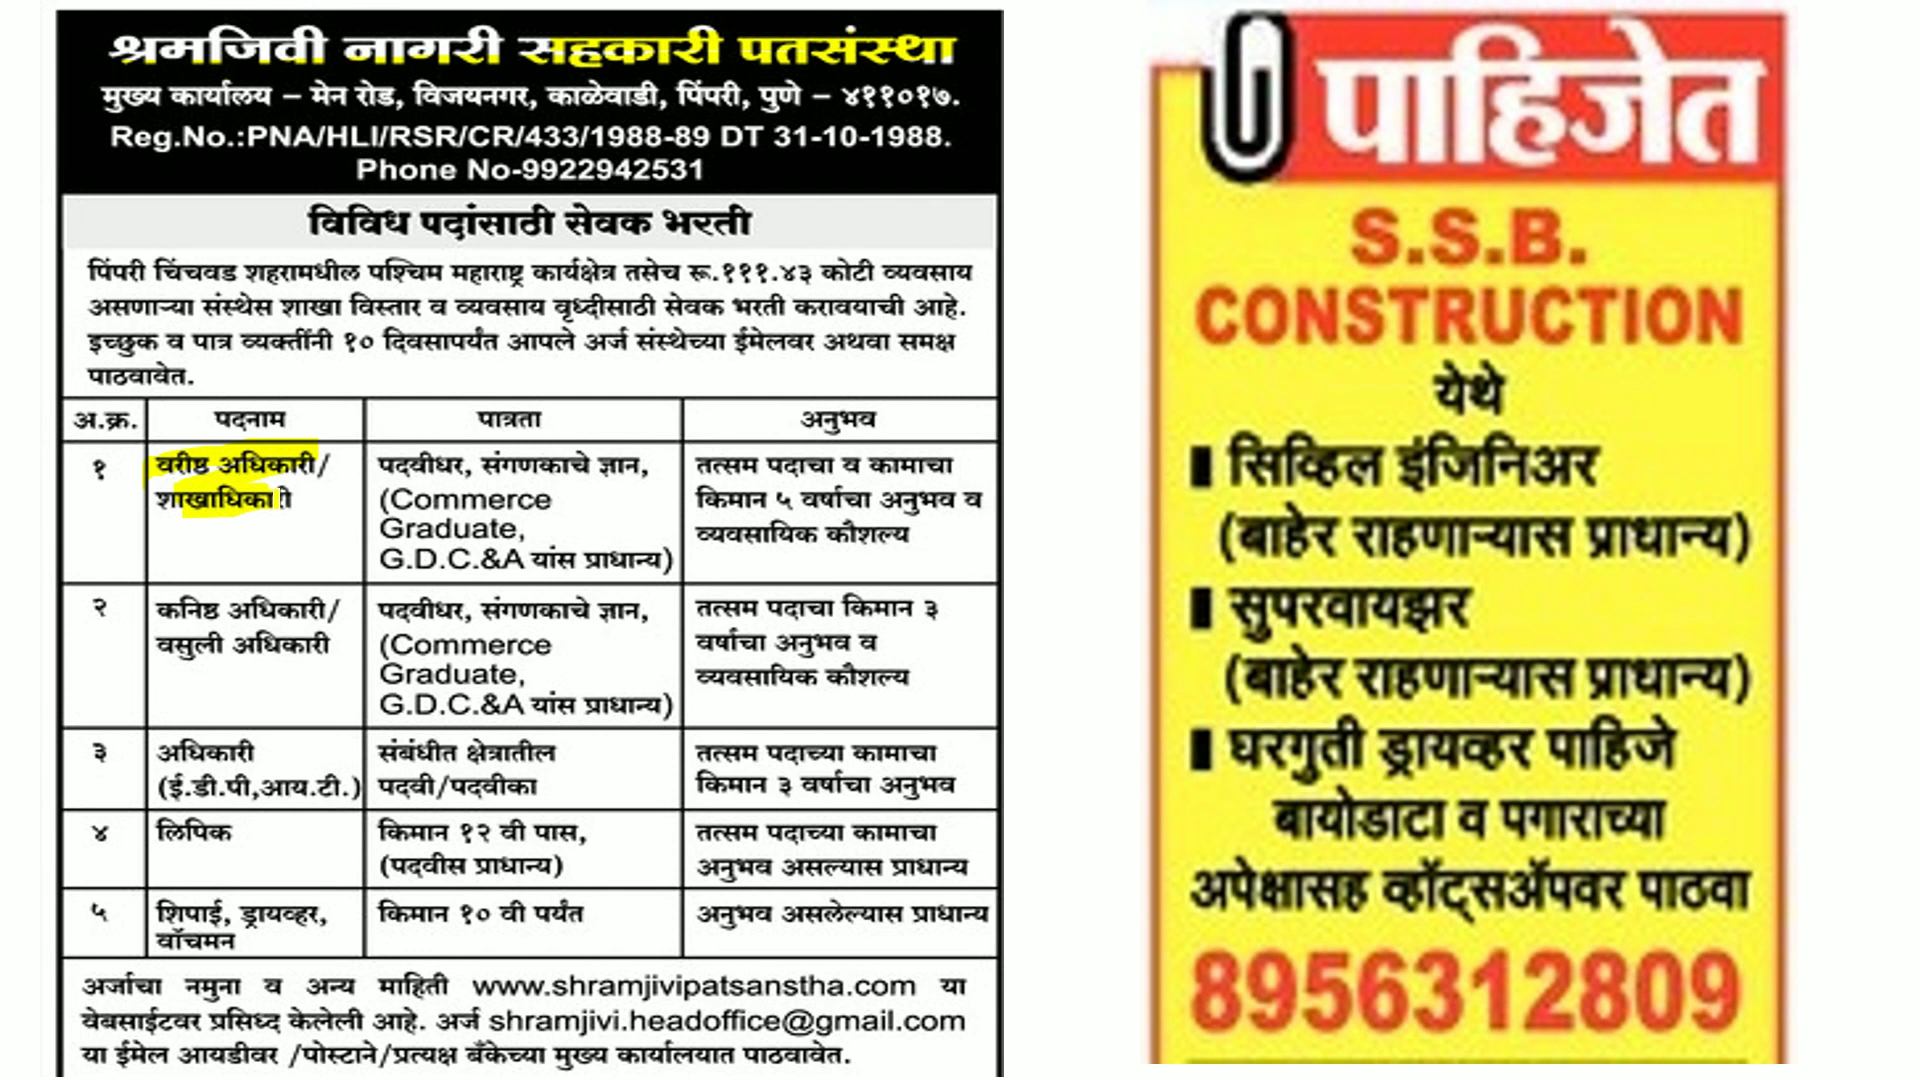 श्रमजिवी नागरी सहकारी पतसंस्था
मुख्य कार्यालय – मेन रोड, विजयनगर, काळेवाडी, पिंपरी, पुणे – ४११०१७.
Reg.No.:PNA/HLI/RSR/CR/433/1988-89 DT 31-10-1988.
Phone No-9922942531
विविध पदांसाठी सेवक भरती
पिंपरी चिंचवड शहरामधील पश्चिम महाराष्ट्र कार्यक्षेत्र तसेच रू.१११.४३ कोटी व्यवसाय
असणाऱ्या संस्थेस शाखा विस्तार व व्यवसाय वृध्दीसाठी सेवक भरती करावयाची आहे.
इच्छुक व पात्र व्यक्तींनी १० दिवसापर्यंत आपले अर्ज संस्थेच्या ईमेलवर अथवा समक्ष
पाठवावेत.
अ.क्र. पदनाम पात्रता अनुभव
१ वरीष्ठ अधिकारी/ पदवीधर, संगणकाचे ज्ञान, तत्सम पदाचा व कामाचा
शाखाधिकारी (Commerce किमान ५ वर्षाचा अनुभव व
Graduate, व्यवसायिक कौशल्य
G.D.C.&A यांस प्राधान्य)
२ कनिष्ठ अधिकारी/ पदवीधर, संगणकाचे ज्ञान, तत्सम पदाचा किमान ३
वसुली अधिकारी (Commerce वर्षाचा अनुभव व
Graduate, व्यवसायिक कौशल्य
G.D.C.&A यांस प्राधान्य)
३ अधिकारी संबंधीत क्षेत्रातील तत्सम पदाच्या कामाचा
(ई.डी.पी,आय.टी.) पदवी/पदवीका किमान ३ वर्षाचा अनुभव
४ लिपिक किमान १२ वी पास, तत्सम पदाच्या कामाचा
(पदवीस प्राधान्य) अनुभव असल्यास प्राधान्य
५ शिपाई, ड्रायव्हर, किमान १० वी पर्यंत अनुभव असलेल्यास प्राधान्य
वॉचमन
अर्जाचा नमुना व अन्य माहिती www.shramjivipatsanstha.com या
वेबसाईटवर प्रसिध्द केलेली आहे. अर्ज shramjivi.headoffice@gmail.com
या ईमेल आयडीवर /पोस्टाने/प्रत्यक्ष बँकेच्या मुख्य कार्यालयात पाठवावेत.
पाहिजेत
S.S.B.
CONSTRUCTION
येथे
सिव्हिल इंजिनिअर
(बाहेर राहणाऱ्यास प्राधान्य)
सुपरवायझर
(बाहेर राहणाऱ्यास प्राधान्य)
घरगुती ड्रायव्हर पाहिजे
बायोडाटा व पगाराच्या
अपेक्षासह व्हॉट्सॲपवर पाठवा
8956312809